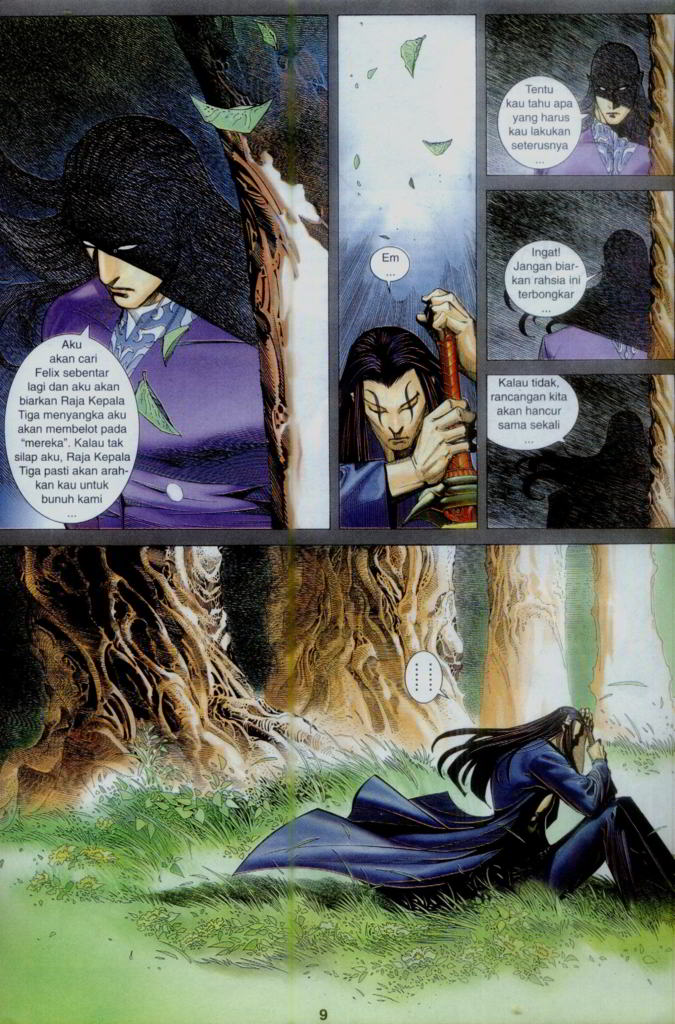 Aku
akan cari
Felix sebentar
lagi dan aku akan
biarkan Raja Kepala
Tiga menyangka aku
akan membelot pada
"mereka". Kalau tak
silap aku, Raja Kepala
Tiga pasti akan arah-
kan kau untuk
bunuh kami
...
Em
...
Tentu
kau tahu apa
yang harus
kau lakukan
seterusnya
...
Ingat!
Jangan biar-
kan rahsia ini
terbongkar
...
Kalau tidak,
rancangan kita
akan hancur
sama sekali
...
......
9